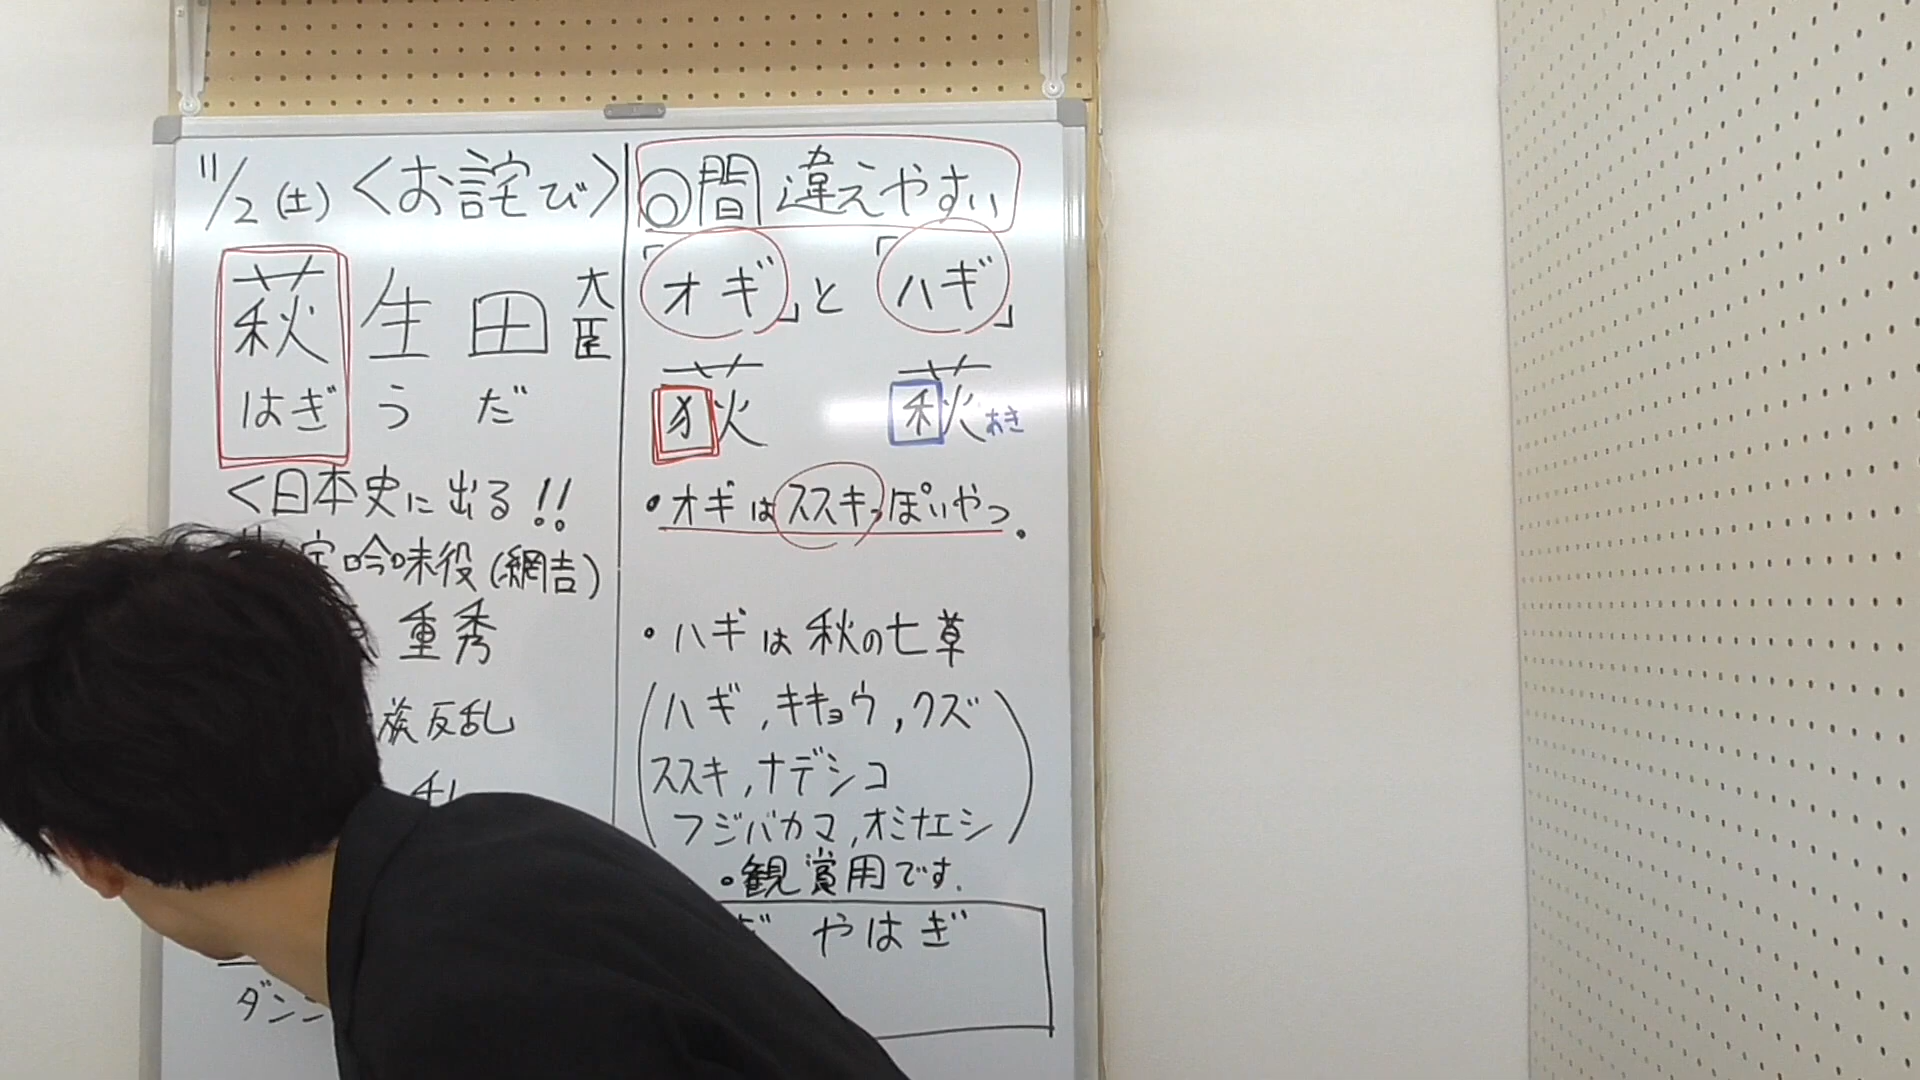 11/2(土)〈お詫び〉
萩生田大臣
はぎ う だ
<日本史に出る!!
定吟味役(綱吉)
重秀
族反乱
乱
ダン
◎間違えやすい
「オギ」と「ハギ」
荻 萩 あき
・オギはススキっぽいやつ.
・ハギは秋の七草
(ハギ,キキョウ,クズ
ススキ,ナデシコ
フジバカマ,オミナエシ)
・観賞用です.
ぎ やはぎ